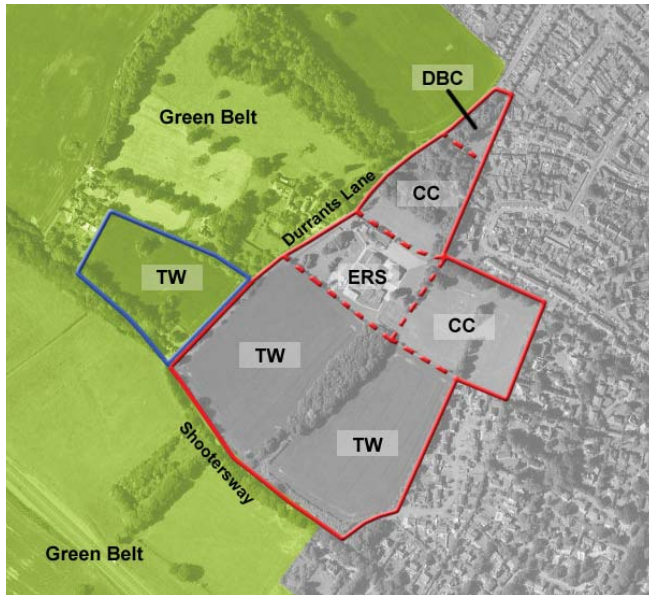 DBC
Green Belt
CC
Durrants Lane
TW
ERS
CC
TW
TW
Shootersway
Green Belt